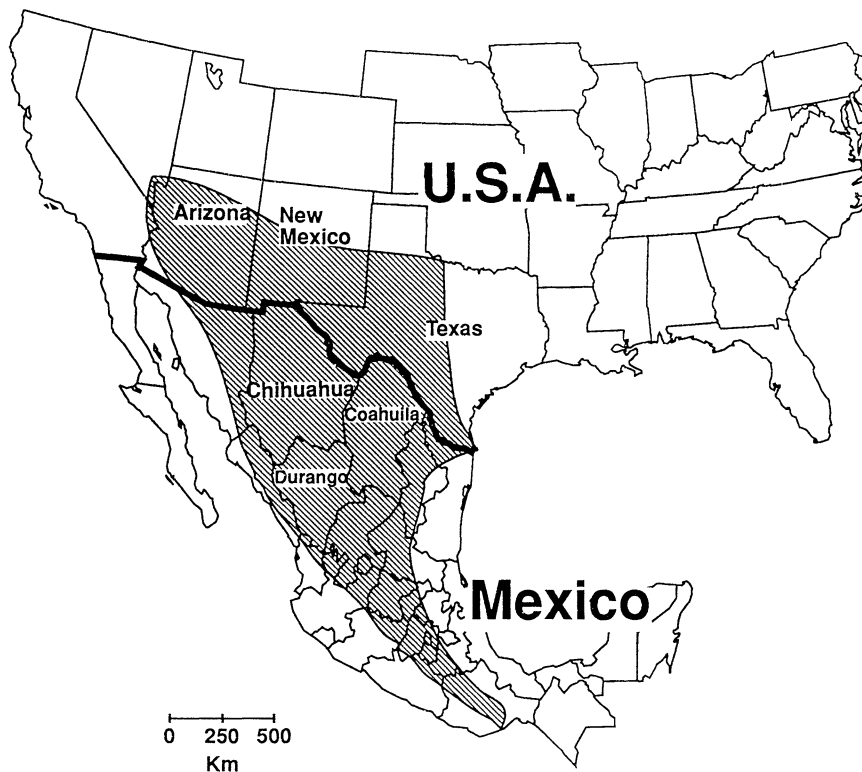 U.S.A.
Arizona
New
Mexico
Texas
Chihuahua
Coahuila
Durango
Mexico
0 250 500
Km